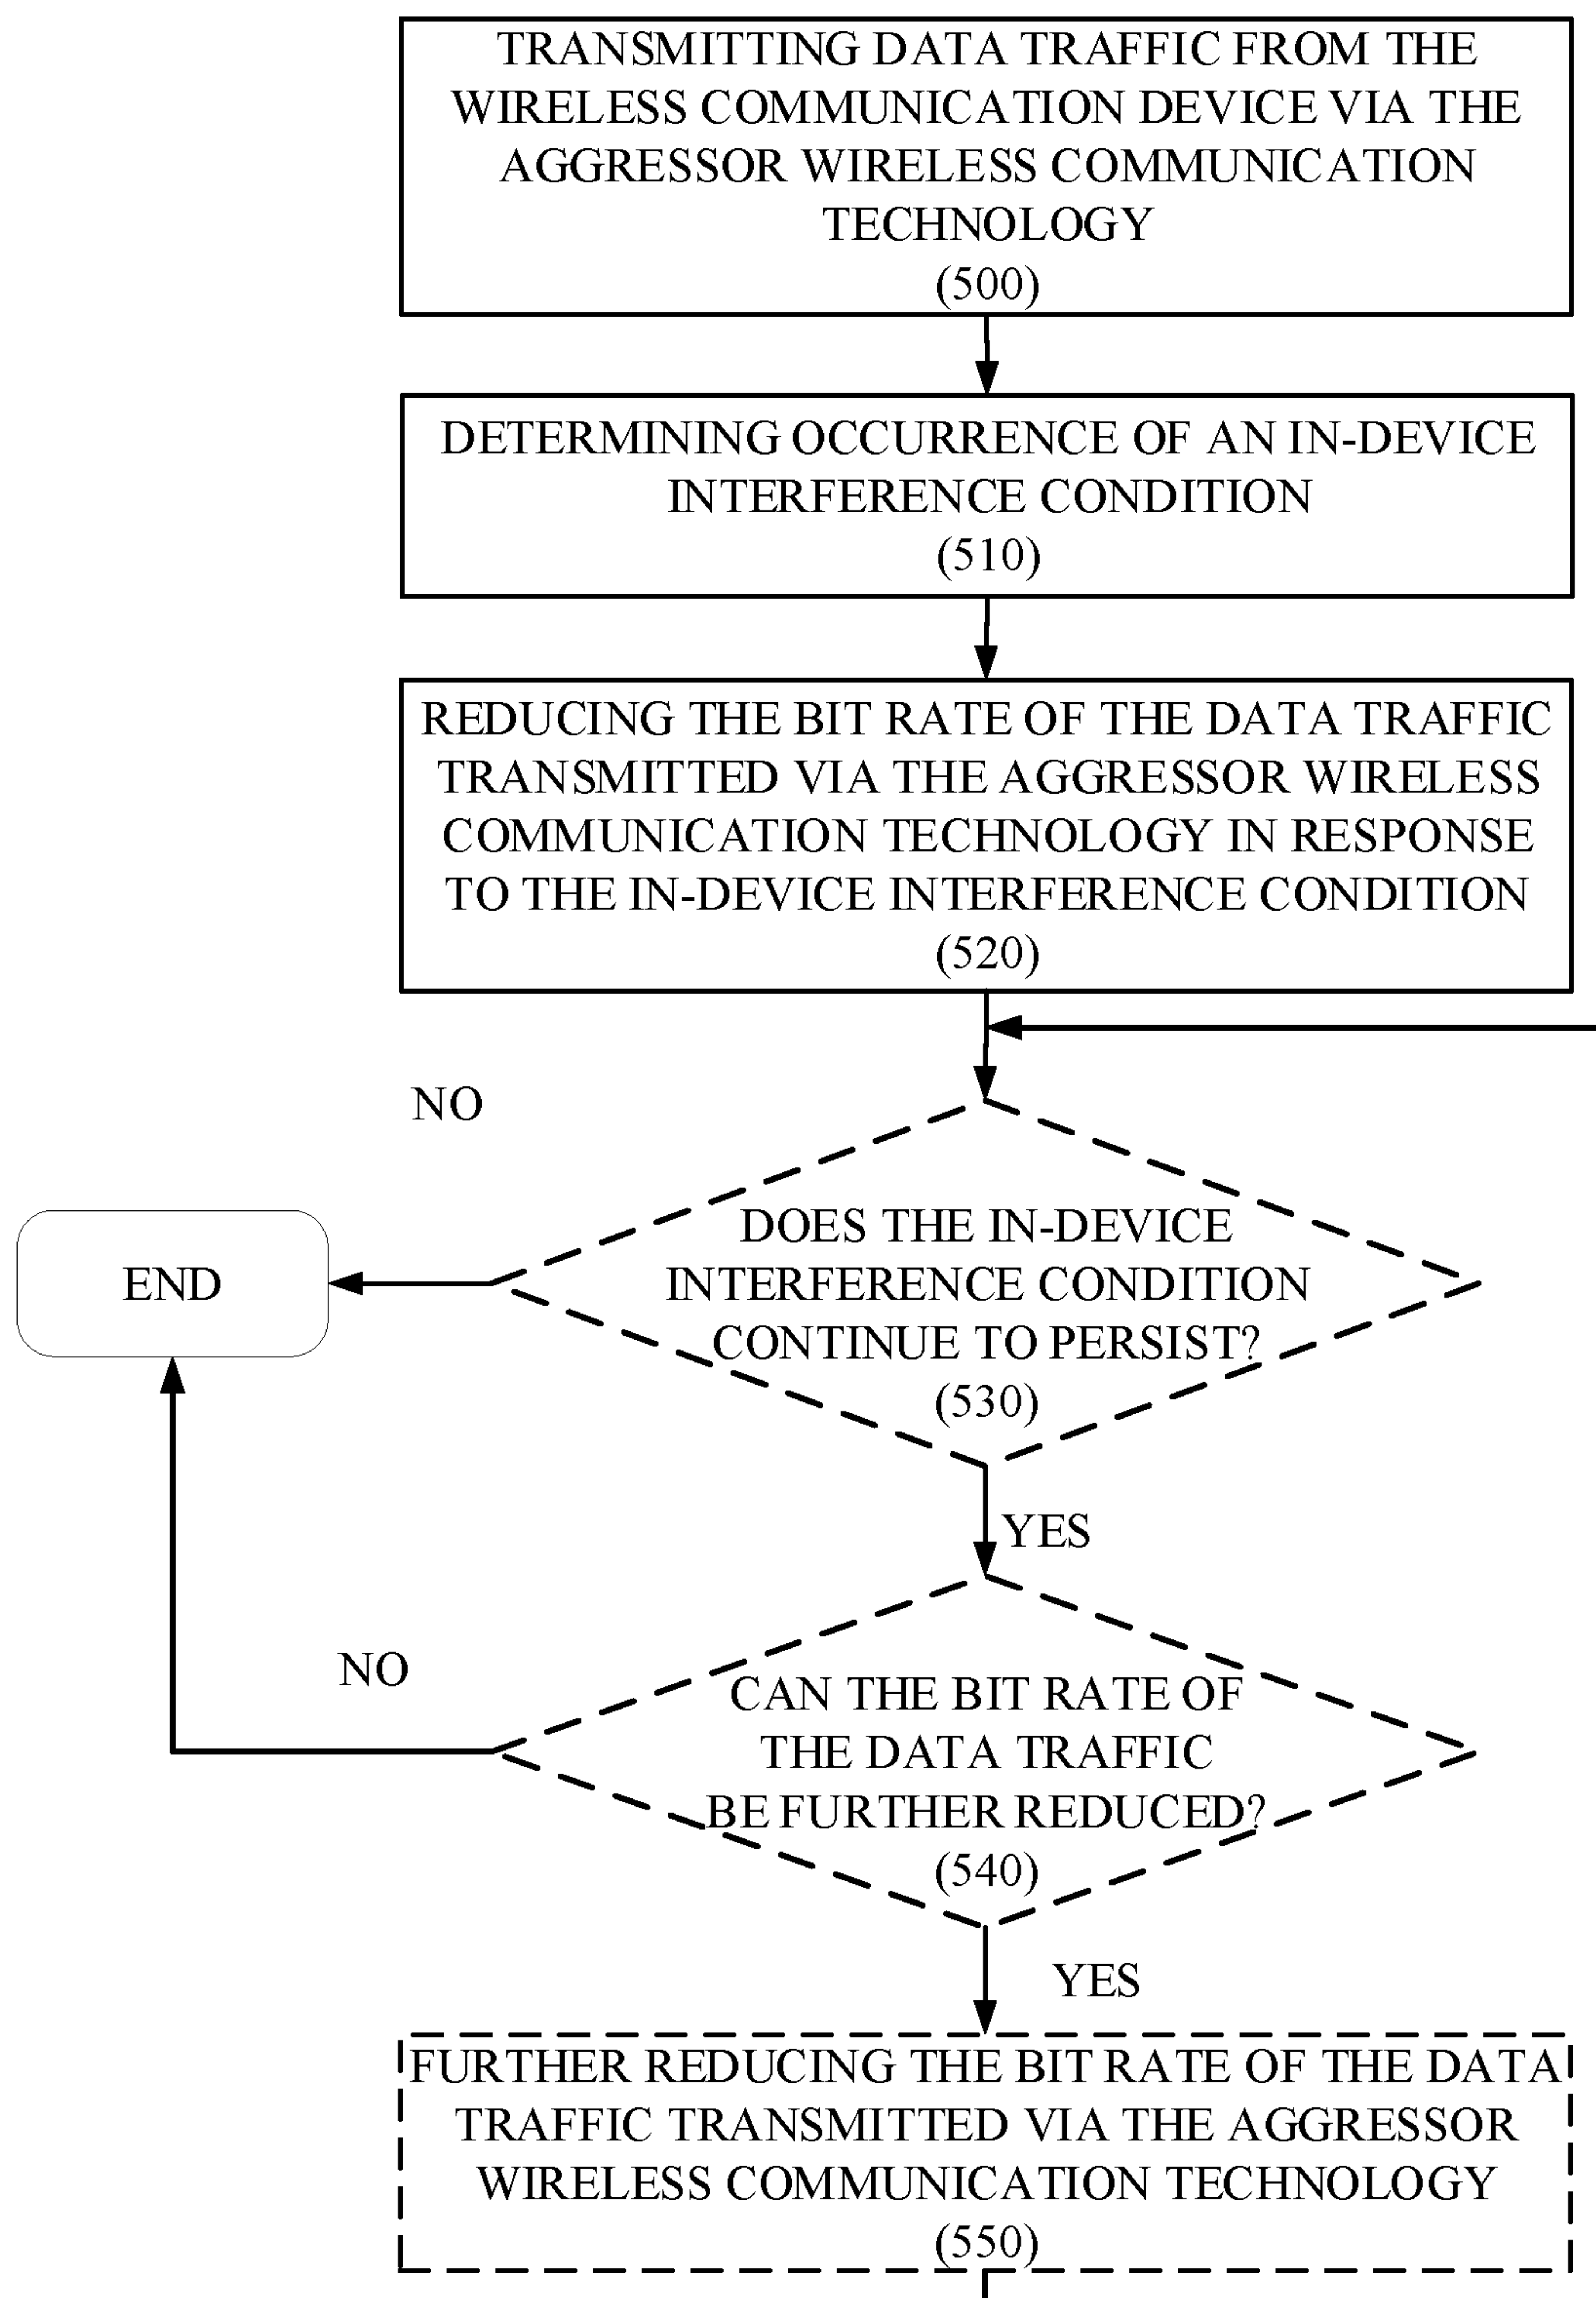 TRANSMITTING DATA TRAFFIC FROM THE
WIRELESS COMMUNICATION DEVICE VIA THE
AGGRESSOR WIRELESS COMMUNICATION
TECHNOLOGY
(500)
DETERMINING OCCURRENCE OF AN IN-DEVICE
INTERFERENCE CONDITION
(510)
REDUCING THE BIT RATE OF THE DATA TRAFFIC
TRANSMITTED VIA THE AGGRESSOR WIRELESS
COMMUNICATION TECHNOLOGY IN RESPONSE
TO THE IN-DEVICE INTERFERENCE CONDITION
(520)
NO
DOES THE IN-DEVICE
INTERFERENCE CONDITION
CONTINUE TO PERSIST?
(530)
END
YES
NO
CAN THE BIT RATE OF
THE DATA TRAFFIC
BE FURTHER REDUCED?
(540)
YES
FURTHER REDUCING THE BIT RATE OF THE DATA
TRAFFIC TRANSMITTED VIA THE AGGRESSOR
WIRELESS COMMUNICATION TECHNOLOGY
(550)